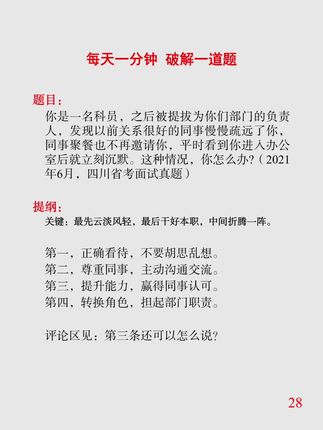 每天一分钟 破解一道题
题目：
你是一名科员，之后被提拔为你们部门的负责
人，发现以前关系很好的同事慢慢疏远了你，
同事聚餐也不再邀请你，平时看到你进入办公
室后就立刻沉默。这种情况，你怎么办?（2021
年6月，四川省考面试真题）
提纲：
关键：最先云淡风轻，最后干好本职，中间折腾一阵。
第一，正确看待，不要胡思乱想。
第二，尊重同事，主动沟通交流。
第三，提升能力，赢得同事认可。
第四，转换角色，担起部门职责。
评论区见：第三条还可以怎么说?
28